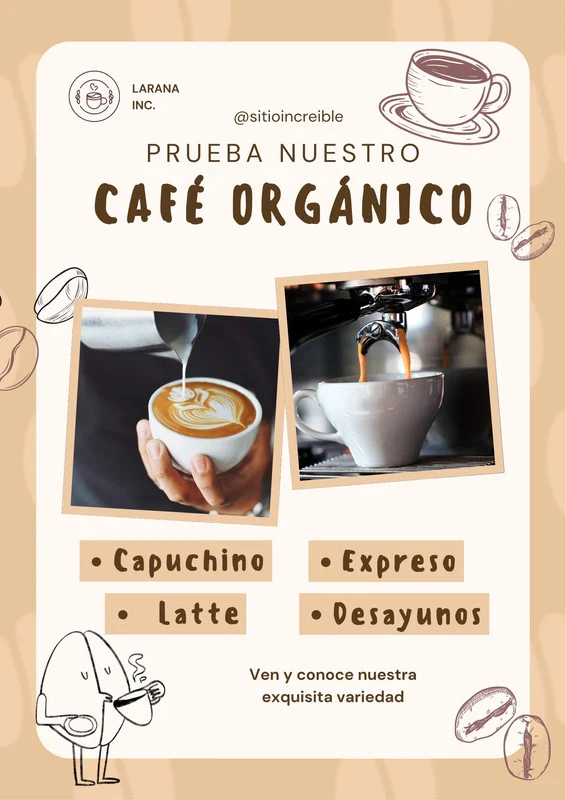 LARANA
INC.
@sitioincreible
PRUEBA NUESTRO
CAFÉ ORGÁNICO
• Capuchino
• Expreso
• Latte
• Desayunos
Ven y conoce nuestra
exquisita variedad